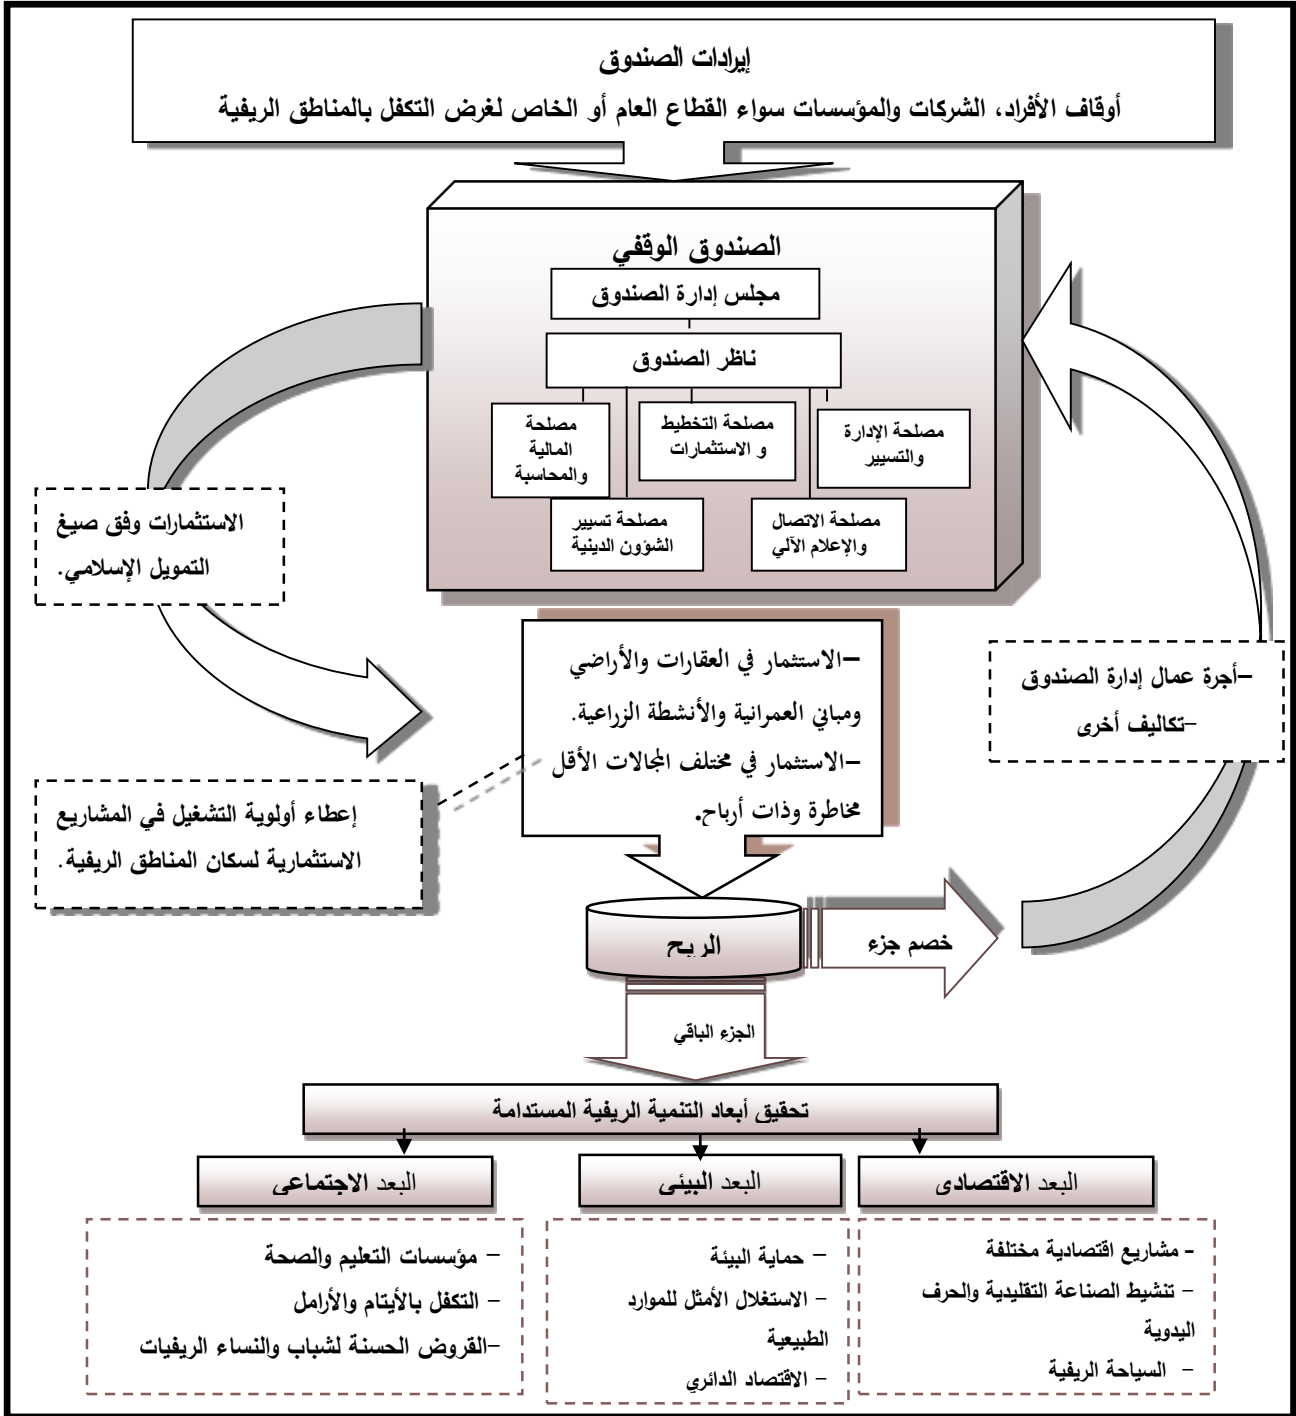 إيرادات الصندوق
أوقاف الأفراد، الشركات والمؤسسات سواء القطاع العام أو الخاص لغرض التكفل بالمناطق الريفية
الصندوق الوقفي
مجلس إدارة الصندوق
ناظر الصندوق
مصلحة الإدارة
والتسيير
مصلحة التخطيط
و الاستثمارات
مصلحة
المالية
والمحاسبة
مصلحة الاتصال
والإعلام الآلي
مصلحة تسيير
الشؤون الدينية
الاستثمارات وفق صيغ
التمويل الإسلامي.
–الاستثمار في العقارات والأراضي
ومباني العمرانية والأنشطة الزراعية.
–الاستثمار في مختلف المجالات الأقل
مخاطرة وذات أرباح.
–أجرة عمال إدارة الصندوق
–تكاليف أخرى
إعطاء أولوية التشغيل في المشاريع
الاستثمارية لسكان المناطق الريفية.
الربح
خصم جزء
الجزء الباقي
تحقيق أبعاد التنمية الريفية المستدامة
البعد الاقتصادي
البعد البيئي
البعد الاجتماعي
- مشاريع اقتصادية مختلفة
– تنشيط الصناعة التقليدية والحرف
اليدوية
– السياحة الريفية
– حماية البيئة
– الاستغلال الأمثل للموارد
الطبيعية
– الاقتصاد الدائري
– مؤسسات التعليم والصحة
– التكفل بالأيتام والأرامل
–القروض الحسنة لشباب والنساء الريفيات